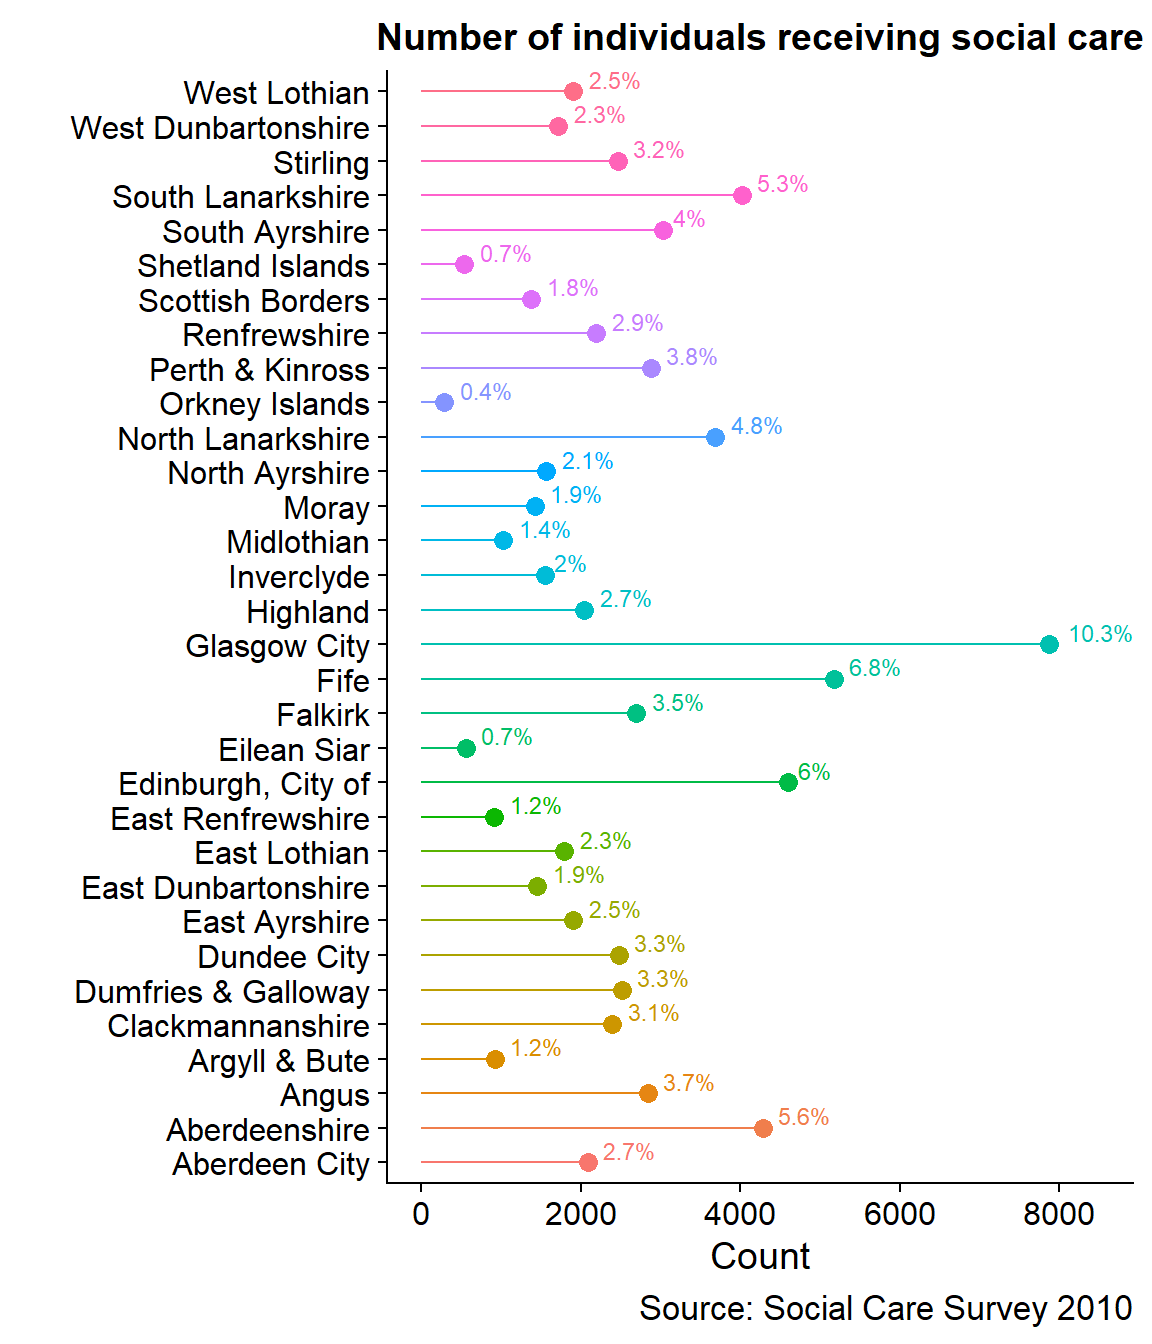 Number of individuals receiving social care
West Lothian 2.5%
West Dunbartonshire 2.3%
Stirling 3.2%
South Lanarkshire 5.3%
South Ayrshire 4%
Shetland Islands 0.7%
Scottish Borders 1.8%
Renfrewshire 2.9%
Perth & Kinross 3.8%
Orkney Islands 0.4%
North Lanarkshire 4.8%
North Ayrshire 2.1%
Moray 1.9%
Midlothian 1.4%
Inverclyde 2%
Highland 2.7%
Glasgow City 10.3%
Fife 6.8%
Falkirk 3.5%
Eilean Siar 0.7%
Edinburgh, City of 6%
East Renfrewshire 1.2%
East Lothian 2.3%
East Dunbartonshire 1.9%
East Ayrshire 2.5%
Dundee City 3.3%
Dumfries & Galloway 3.3%
Clackmannanshire 3.1%
Argyll & Bute 1.2%
Angus 3.7%
Aberdeenshire 5.6%
Aberdeen City 2.7%
0 2000 4000 6000 8000
Count
Source: Social Care Survey 2010